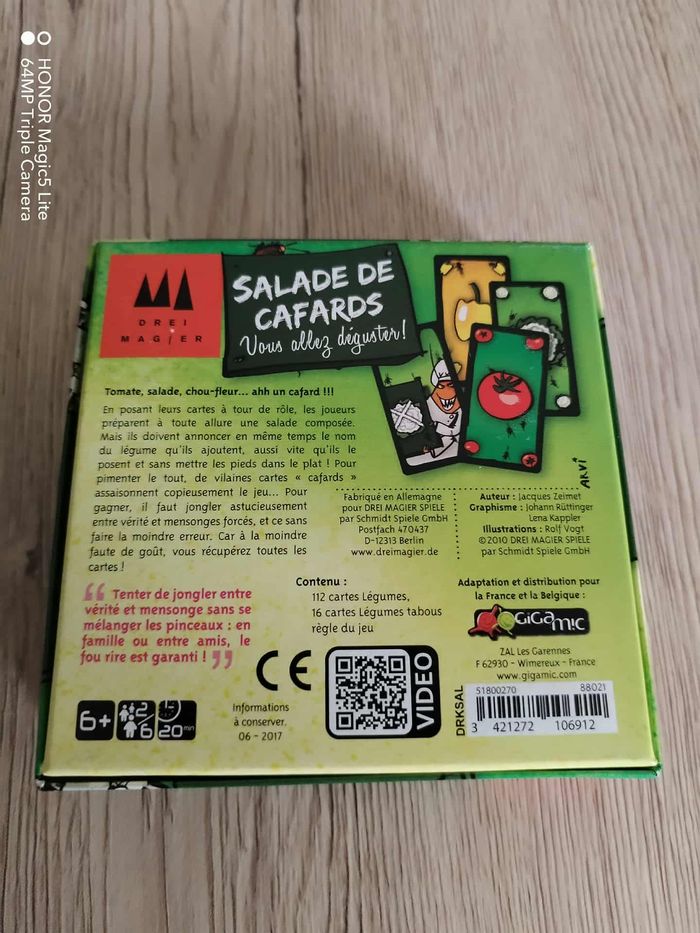 HONOR Magic5 Lite
64MP Triple Camera
DREI
MAGIER
SALADE DE
CAFARDS
Vous allez déguster!
ARVi
Tomate, salade, chou-fleur... ahh un cafard !!!
En posant leurs cartes à tour de rôle, les joueurs
préparent à toute allure une salade composée.
Mais ils doivent annoncer en même temps le nom
du légume qu'ils ajoutent, aussi vite qu'ils le
posent et sans mettre les pieds dans le plat ! Pour
pimenter le tout, de vilaines cartes « cafards »
assaisonnent copieusement le jeu... Pour
gagner, il faut jongler astucieusement
entre vérité et mensonges forcés, et ce sans
faire la moindre erreur. Car à la moindre
faute de goût, vous récupérez toutes les
cartes !
Fabriqué en Allemagne
pour DREI MAGIER SPIELE
par Schmidt Spiele GmbH
Postfach 470437
D-12313 Berlin
www.dreimagier.de
Auteur : Jacques Zeimet
Graphisme : Johann Rüttinger
Lena Kappler
Illustrations : Rolf Vogt
©2010 DREI MAGIER SPIELE
par Schmidt Spiele GmbH
"Tenter de jongler entre
vérité et mensonge sans se
mélanger les pinceaux : en
famille ou entre amis, le
fou rire est garanti !"
Contenu :
112 cartes Légumes,
16 cartes Légumes tabous
règle du jeu
Adaptation et distribution pour
la France et la Belgique :
GiGAMIC
ZAL Les Garennes
F 62930 - Wimereux - France
www.gigamic.com
6+
2/6
20 min
Informations
à conserver.
06 - 2017
CE
VIDEO
DRKSAL
51800270 88021
3 421272 106912